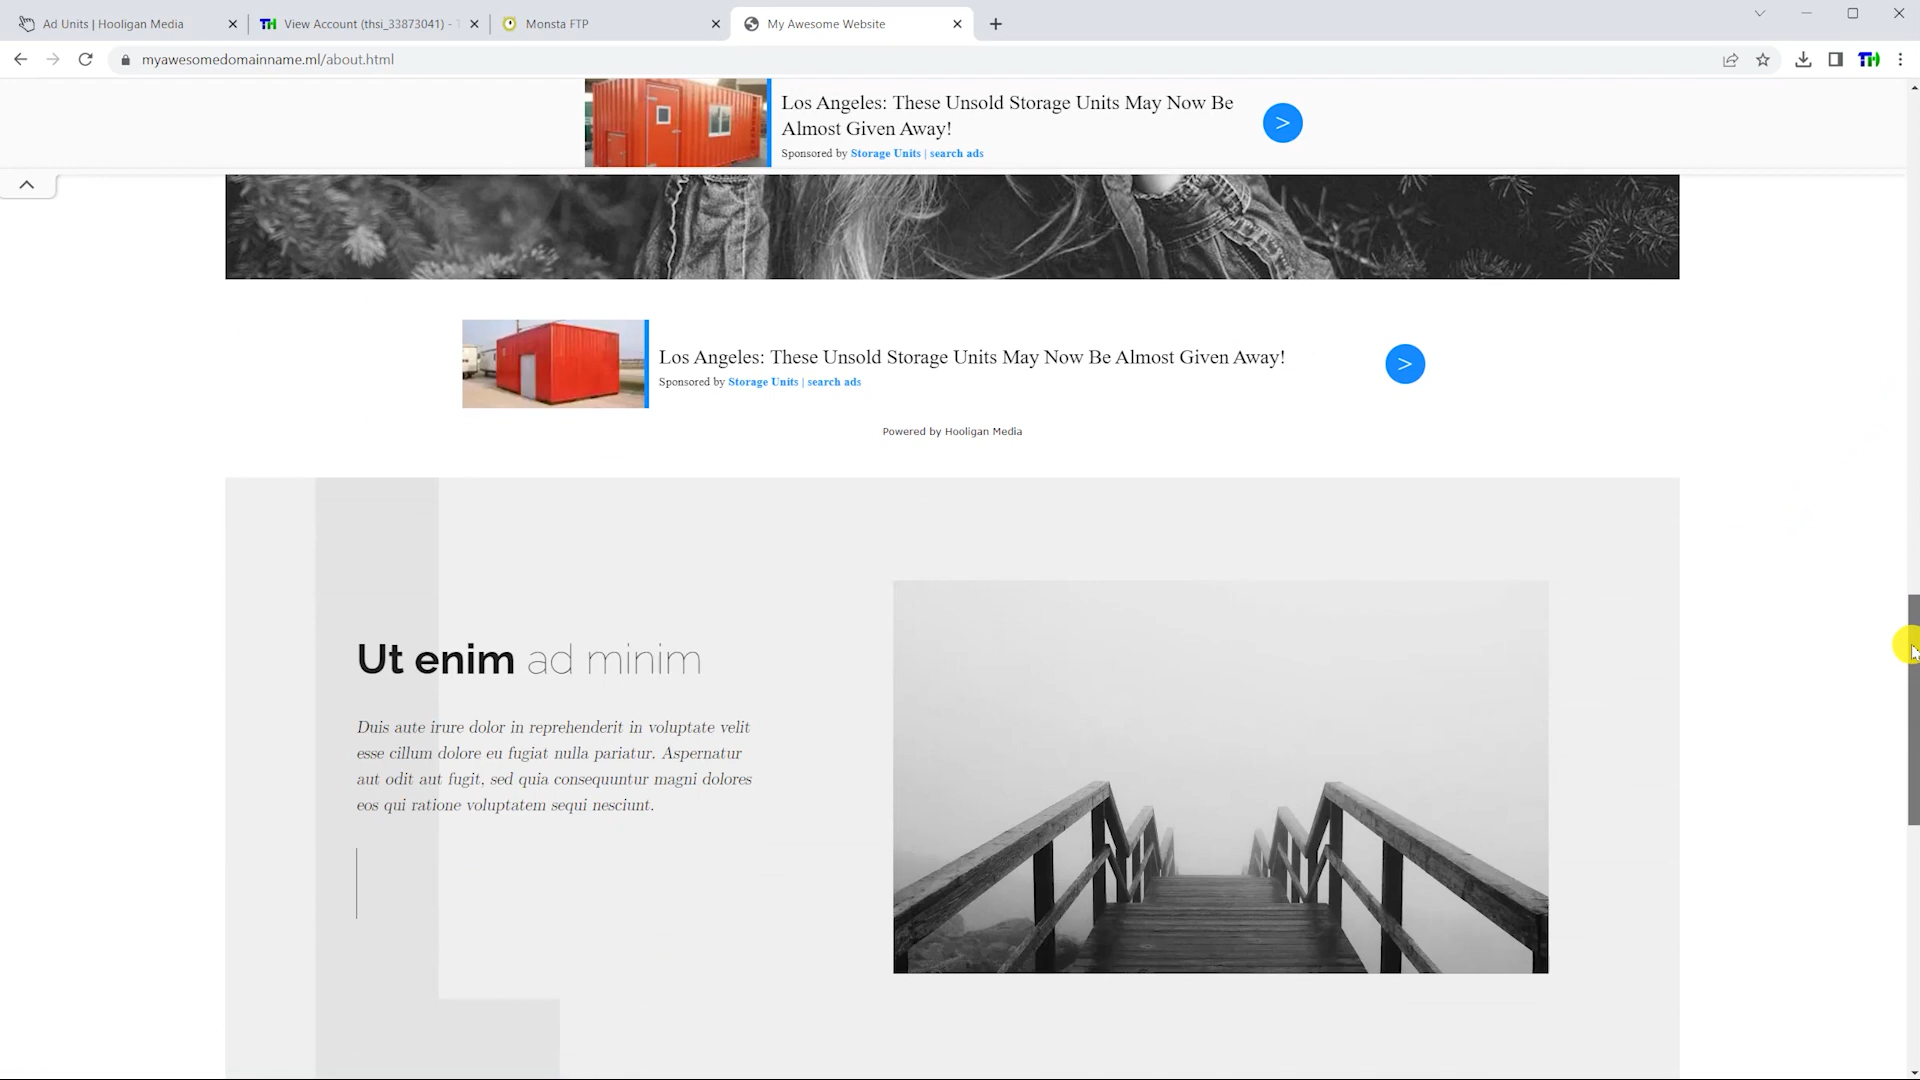 Ad Units | Hooligan Media
View Account (thsi_33873041) -
Monsta FTP
My Awesome Website
myawesomedomainname.ml/about.html
TH
Los Angeles: These Unsold Storage Units May Now Be
Almost Given Away!
Sponsored by Storage Units | search ads
>
Los Angeles: These Unsold Storage Units May Now Be Almost Given Away!
Sponsored by Storage Units | search ads
>
Powered by Hooligan Media
Ut enim ad minim
Duis aute irure dolor in reprehenderit in voluptate velit
esse cillum dolore eu fugiat nulla pariatur. Aspernatur
aut odit aut fugit, sed quia consequuntur magni dolores
eos qui ratione voluptatem sequi nesciunt.